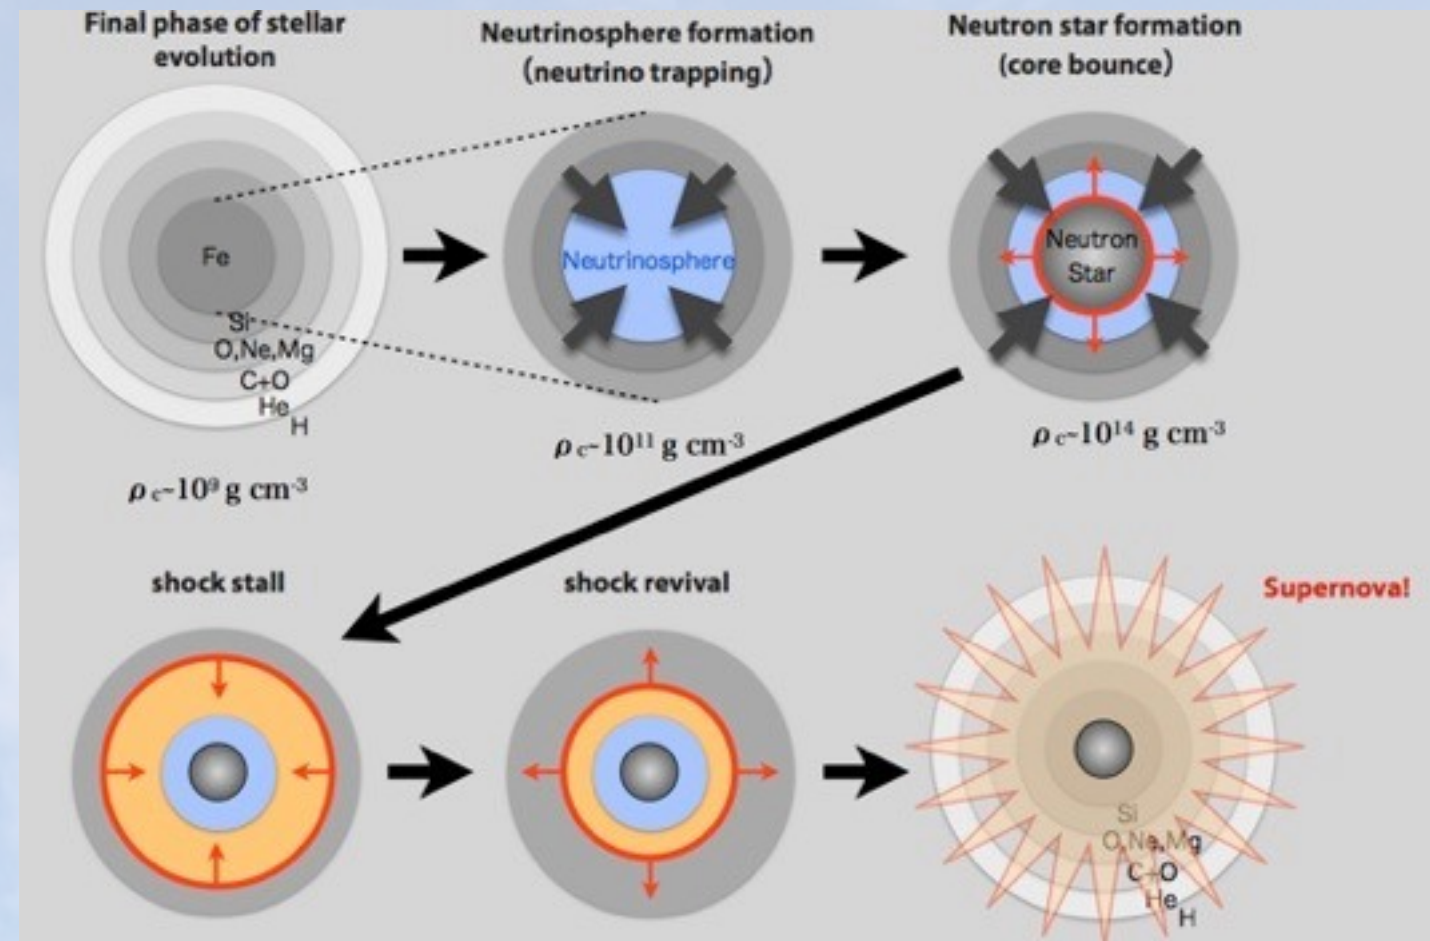 Final phase of stellar
evolution
Neutrinosphere formation
(neutrino trapping)
Neutron star formation
(core bounce)
Fe
Si
O,Ne,Mg
C+O
He
H
Neutrinosphere
Neutron
Star
ρc~10⁹ g cm⁻³
ρc~10¹¹ g cm⁻³
ρc~10¹⁴ g cm⁻³
shock stall
shock revival
Supernova!
Si
O,Ne,Mg
C+O
He
H